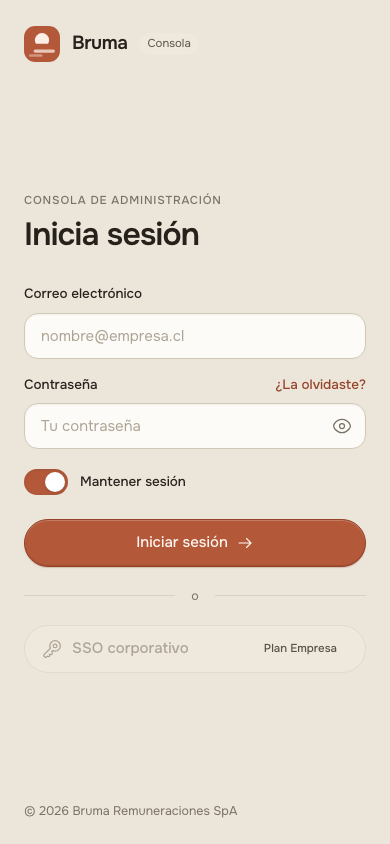 Bruma Consola
CONSOLA DE ADMINISTRACIÓN
Inicia sesión
Correo electrónico
nombre@empresa.cl
Contraseña ¿La olvidaste?
Tu contraseña
Mantener sesión
Iniciar sesión →
o
SSO corporativo Plan Empresa
© 2026 Bruma Remuneraciones SpA